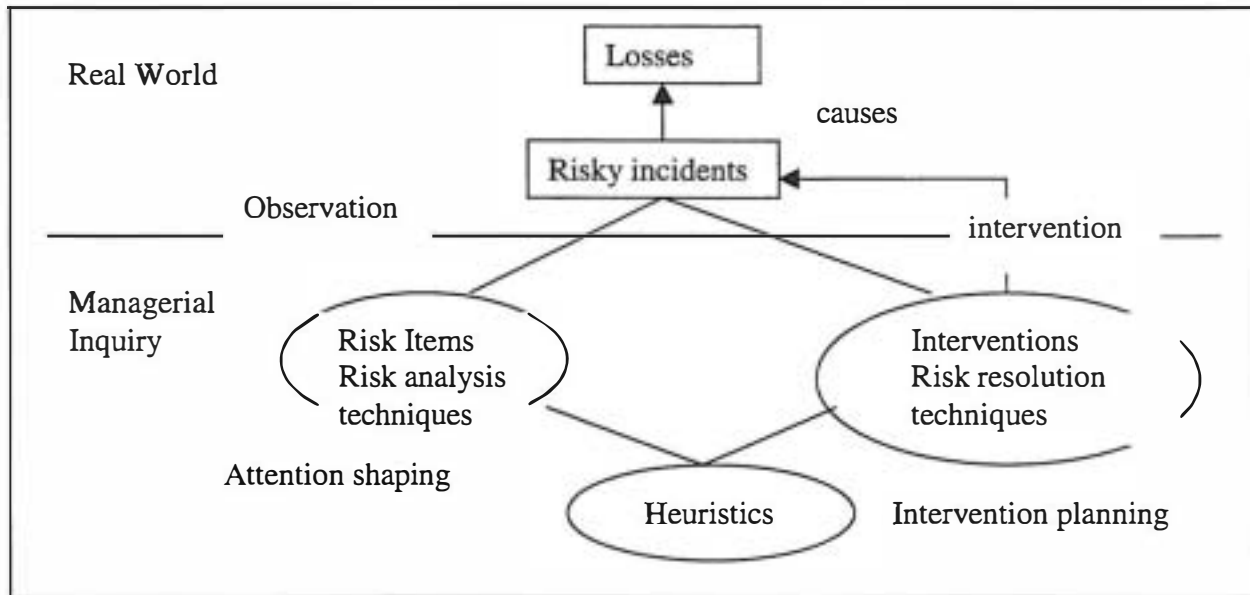 Losses
Real World
causes
Risky incidents
Observation
intervention
Managerial
Inquiry
Risk Items
Risk analysis
techniques
Interventions
Risk resolution
techniques
Attention shaping
Heuristics
Intervention planning